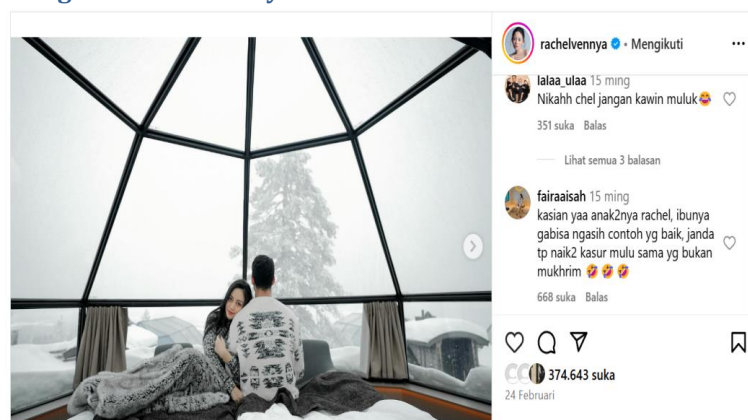 rachelvennya • Mengikuti
lalaa_ulaa 15 ming
Nikahh chel jangan kawin muluk😂
351 suka Balas
Lihat semua 3 balasan
fairaaisah 15 ming
kasian yaa anak2nya rachel, ibunya
gabisa ngasih contoh yg baik, janda
tp naik2 kasur mulu sama yg bukan
mukhrim 🤣🤣🤣
668 suka Balas
374.643 suka
24 Februari